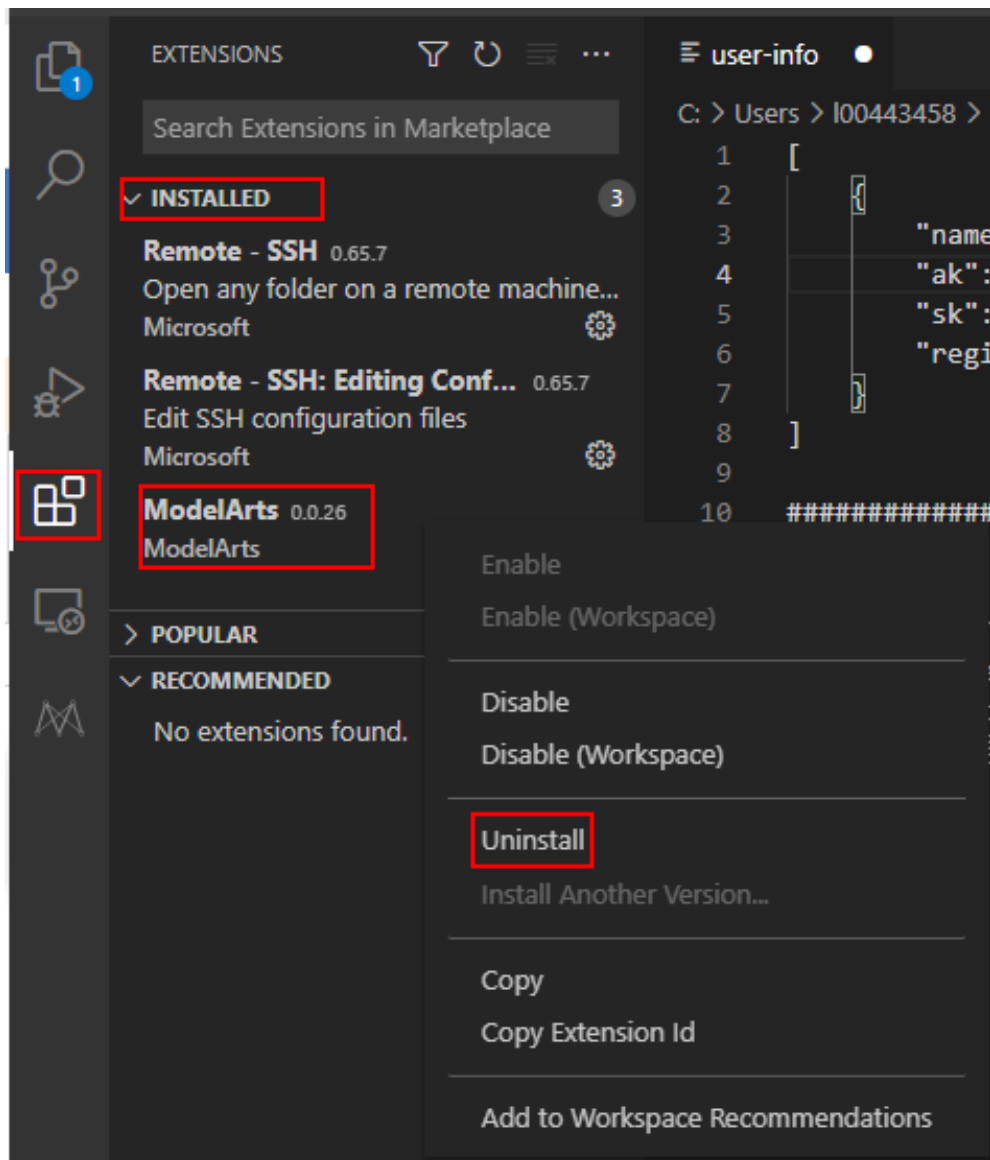 EXTENSIONS
1
Search Extensions in Marketplace
INSTALLED
3
Remote - SSH 0.65.7
Open any folder on a remote machine...
Microsoft
Remote - SSH: Editing Conf... 0.65.7
Edit SSH configuration files
Microsoft
ModelArts 0.0.26
ModelArts
POPULAR
RECOMMENDED
No extensions found.
user-info
C: > Users > l00443458 >
1 [
2 {
3 "name
4 "ak":
5 "sk":
6 "regi
7 }
8 ]
9
10 #############
Enable
Enable (Workspace)
Disable
Disable (Workspace)
Uninstall
Install Another Version...
Copy
Copy Extension Id
Add to Workspace Recommendations